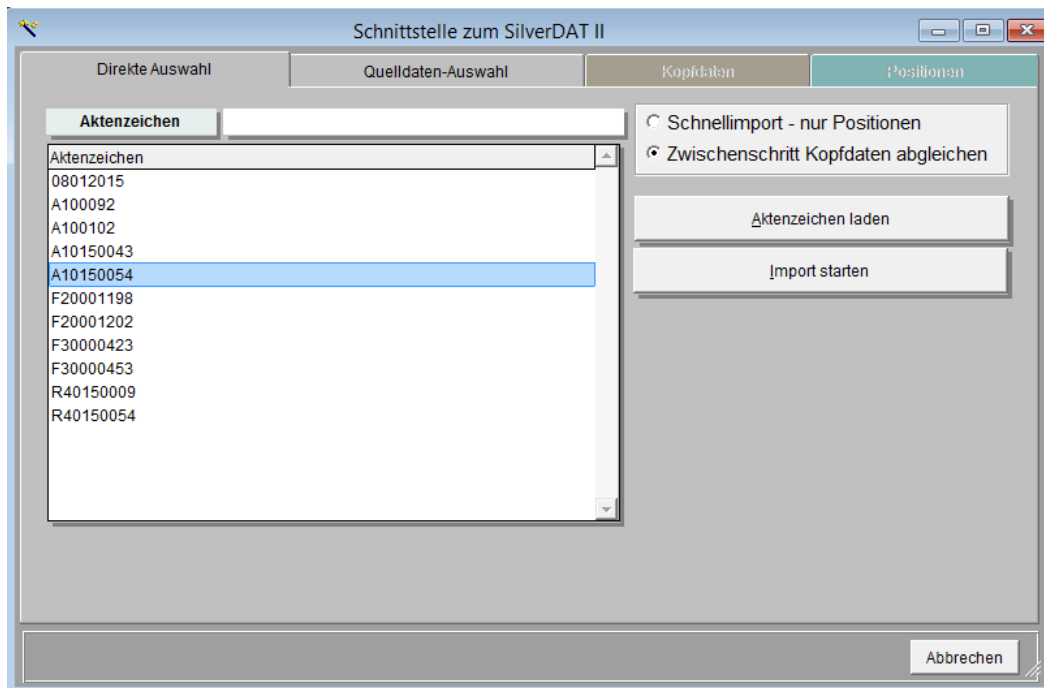 Schnittstelle zum SilverDAT II
Direkte Auswahl
Quelldaten-Auswahl
Kopfdaten
Positionen
Aktenzeichen
Schnellimport - nur Positionen
Zwischenschritt Kopfdaten abgleichen
Aktenzeichen
08012015
A100092
A100102
A10150043
A10150054
F20001198
F20001202
F30000423
F30000453
R40150009
R40150054
Aktenzeichen laden
Import starten
Abbrechen